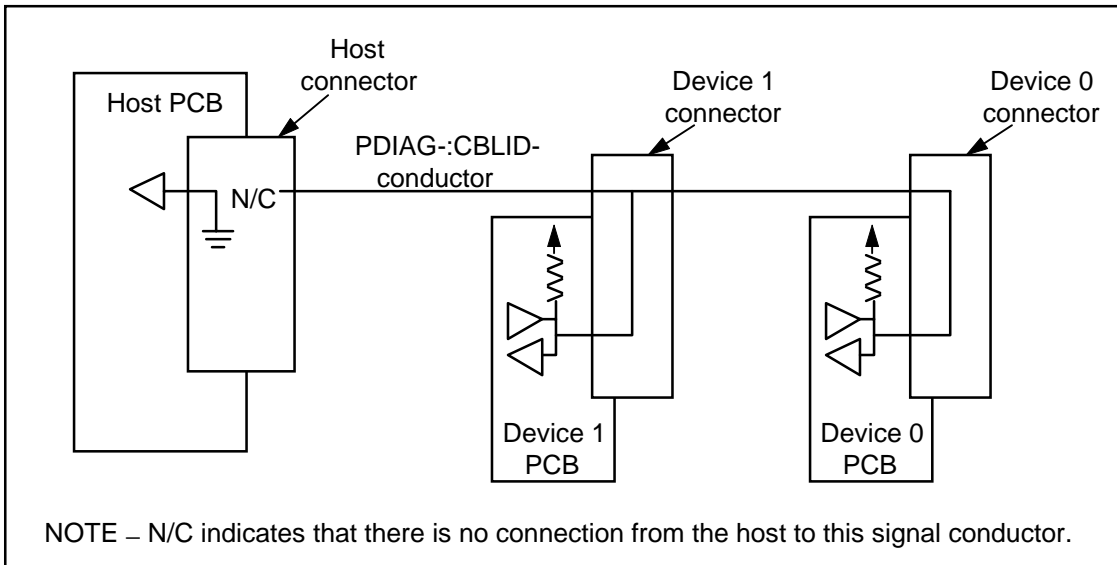 Host
connector
Host PCB
Device 1
connector
Device 0
connector
PDIAG-:CBLID-
conductor
N/C
Device 1
PCB
Device 0
PCB
NOTE – N/C indicates that there is no connection from the host to this signal conductor.